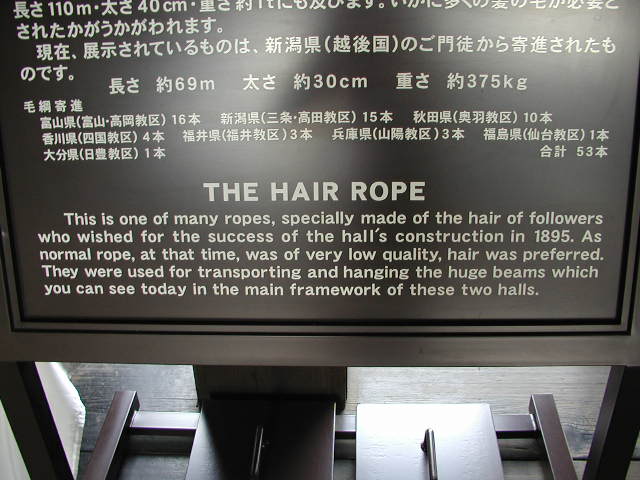 長さ110m・太さ40cm・重さ約1tにも及びます。いかに多くの髪の毛が必要と
されたかがうかがわれます。
現在、展示されているものは、新潟県(越後国)のご門徒から寄進されたも
のです。
長さ 約69m 太さ 約30cm 重さ 約375kg
毛綱寄進
富山県(富山・高岡教区) 16本 新潟県(三条・高田教区) 15本 秋田県(奥羽教区) 10本
香川県(四国教区) 4本 福井県(福井教区) 3本 兵庫県(山陽教区) 3本 福島県(仙台教区) 1本
大分県(日豊教区) 1本 合計 53本
THE HAIR ROPE
This is one of many ropes, specially made of the hair of followers
who wished for the success of the hall's construction in 1895. As
normal rope, at that time, was of very low quality, hair was preferred.
They were used for transporting and hanging the huge beams which
you can see today in the main framework of these two halls.